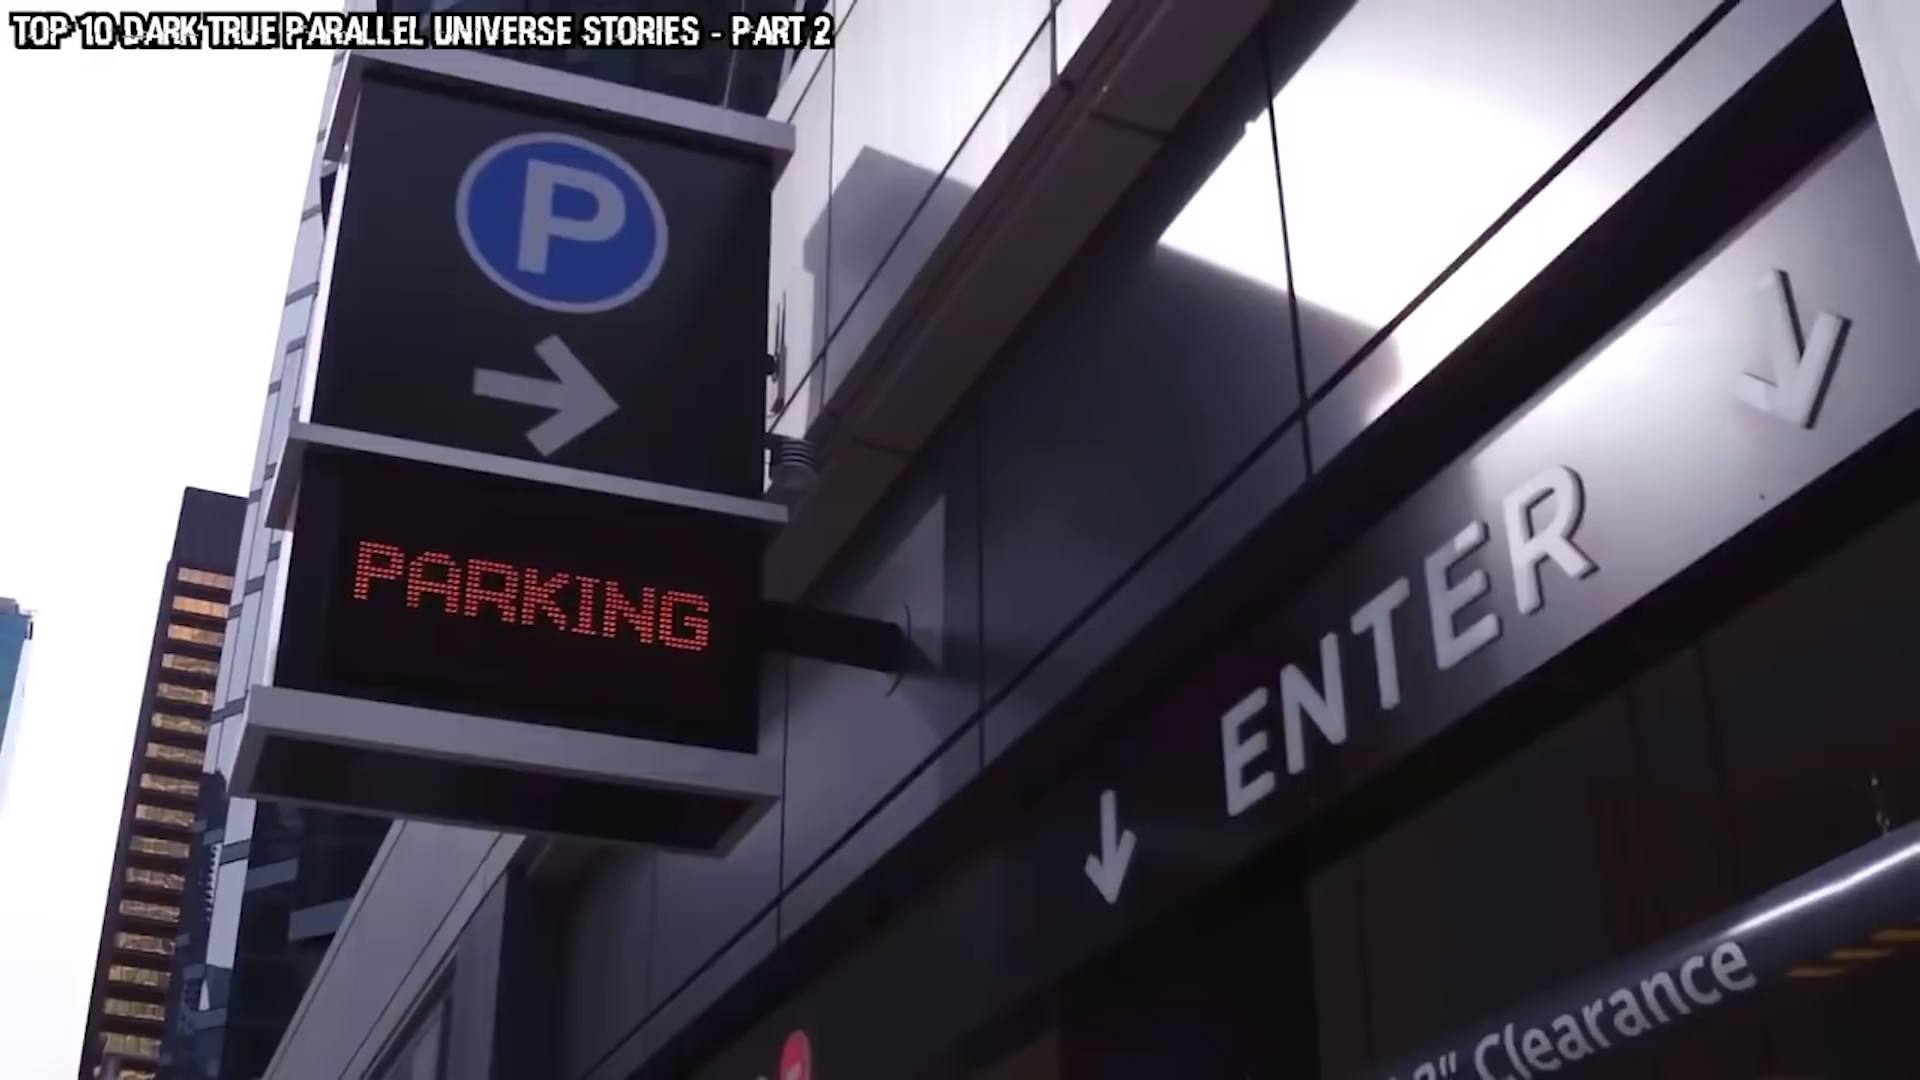 TOP 10 DARK TRUE PARALLEL UNIVERSE STORIES - PART 2
P
PARKING
ENTER
Clearance